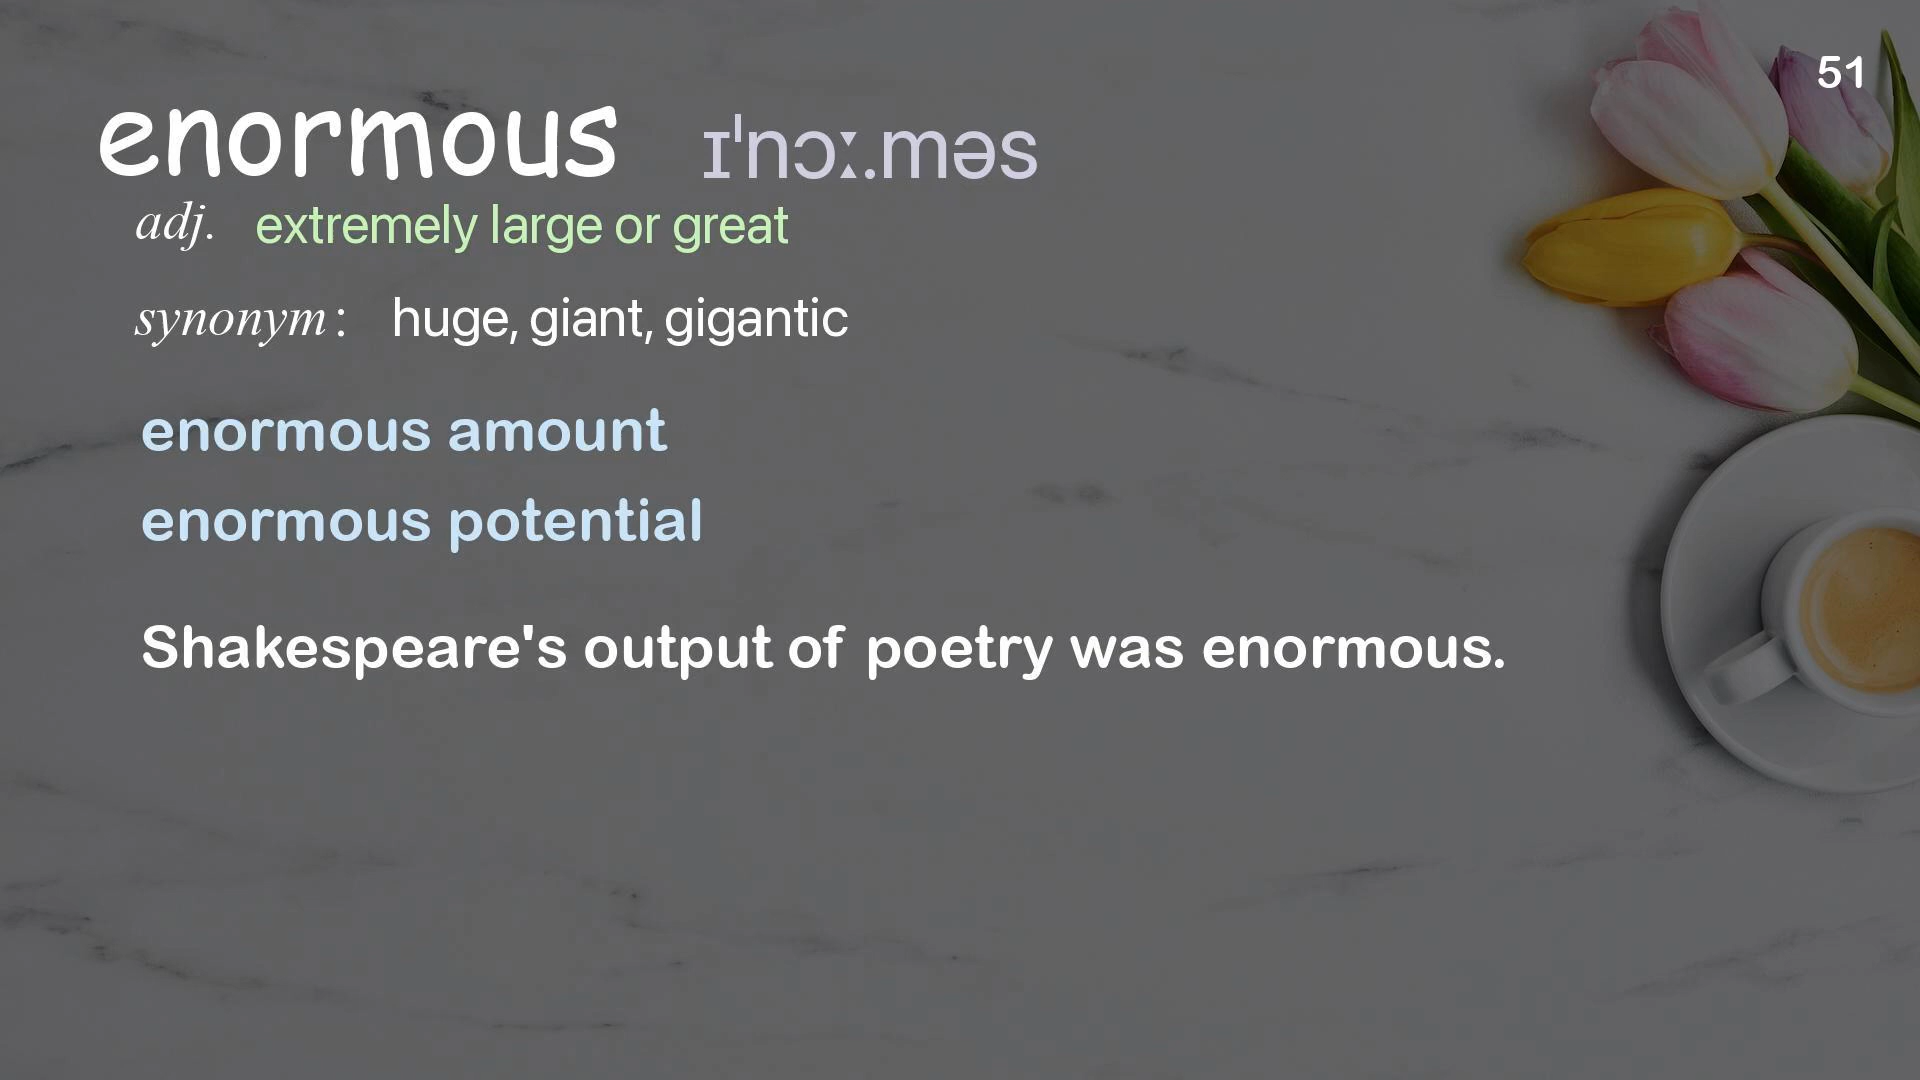 51
enormous ɪˈnɔː.məs
adj. extremely large or great
synonym: huge, giant, gigantic
enormous amount
enormous potential
Shakespeare's output of poetry was enormous.